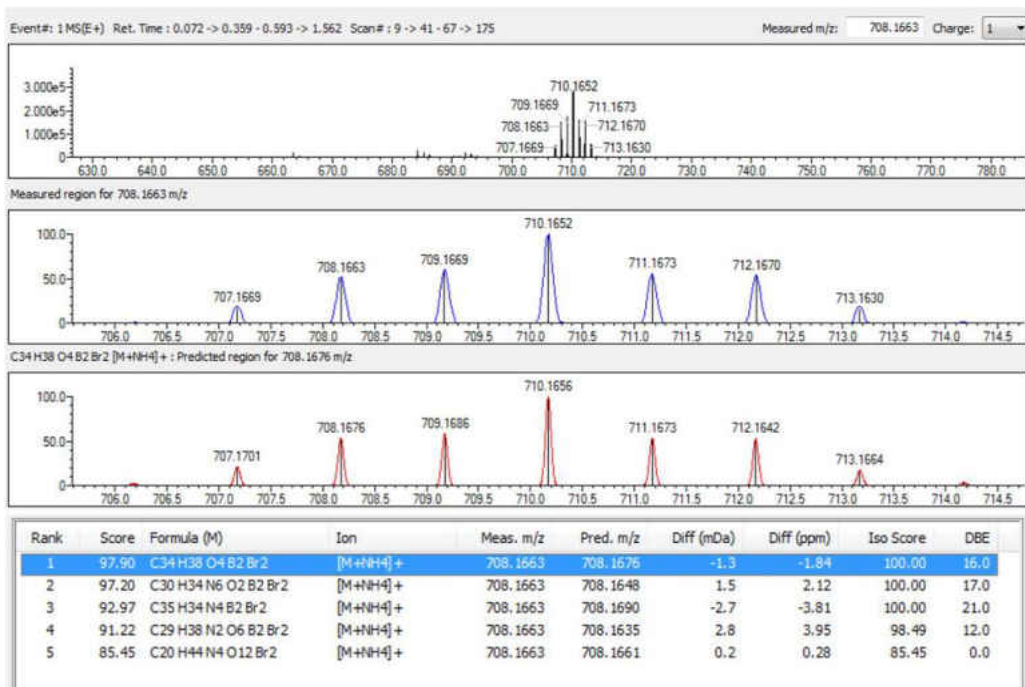 Event#: 1 MS(E+) Ret. Time : 0.072 -> 0.359 - 0.593 -> 1.562 Scan# : 9 -> 41 - 67 -> 175 Measured m/z: 708.1663 Charge: 1
3.000e5
2.000e5
1.000e5
0
710.1652
709.1669 711.1673
708.1663 712.1670
707.1669 713.1630
630.0 640.0 650.0 660.0 670.0 680.0 690.0 700.0 710.0 720.0 730.0 740.0 750.0 760.0 770.0 780.0
Measured region for 708.1663 m/z
100.0
50.0
0
707.1669 708.1663 709.1669 710.1652 711.1673 712.1670 713.1630
706.0 706.5 707.0 707.5 708.0 708.5 709.0 709.5 710.0 710.5 711.0 711.5 712.0 712.5 713.0 713.5 714.0 714.5
C34 H38 O4 B2 Br2 [M+NH4]+ : Predicted region for 708.1676 m/z
100.0
50.0
0
707.1701 708.1676 709.1686 710.1656 711.1673 712.1642 713.1664
706.0 706.5 707.0 707.5 708.0 708.5 709.0 709.5 710.0 710.5 711.0 711.5 712.0 712.5 713.0 713.5 714.0 714.5
Rank Score Formula (M) Ion Meas. m/z Pred. m/z Diff (mDa) Diff (ppm) Iso Score DBE
1 97.90 C34 H38 O4 B2 Br2 [M+NH4]+ 708.1663 708.1676 -1.3 -1.84 100.00 16.0
2 97.20 C30 H34 N6 O2 B2 Br2 [M+NH4]+ 708.1663 708.1648 1.5 2.12 100.00 17.0
3 92.97 C35 H34 N4 B2 Br2 [M+NH4]+ 708.1663 708.1690 -2.7 -3.81 100.00 21.0
4 91.22 C29 H38 N2 O6 B2 Br2 [M+NH4]+ 708.1663 708.1635 2.8 3.95 98.49 12.0
5 85.45 C20 H44 N4 O12 Br2 [M+NH4]+ 708.1663 708.1661 0.2 0.28 85.45 0.0